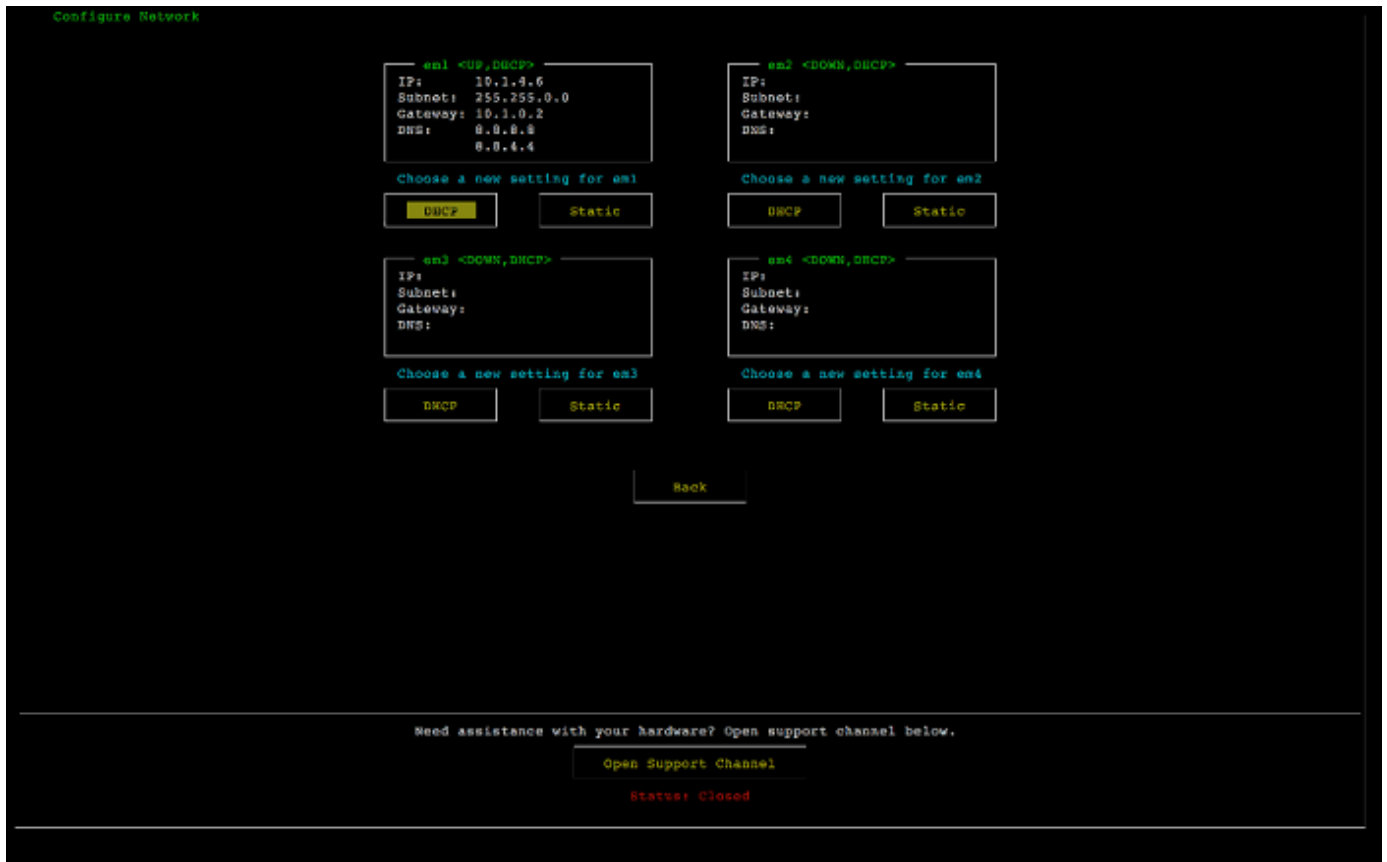 Configure Network
em1 <UP,DHCP>
IP: 10.1.4.6
Subnet: 255.255.0.0
Gateway: 10.1.0.2
DNS: 8.8.8.8
8.8.4.4
Choose a new setting for em1
DHCP Static
em2 <DOWN,DHCP>
IP:
Subnet:
Gateway:
DNS:
Choose a new setting for em2
DHCP Static
em3 <DOWN,DHCP>
IP:
Subnet:
Gateway:
DNS:
Choose a new setting for em3
DHCP Static
em4 <DOWN,DHCP>
IP:
Subnet:
Gateway:
DNS:
Choose a new setting for em4
DHCP Static
Back
Need assistance with your hardware? Open support channel below.
Open Support Channel
Status: Closed